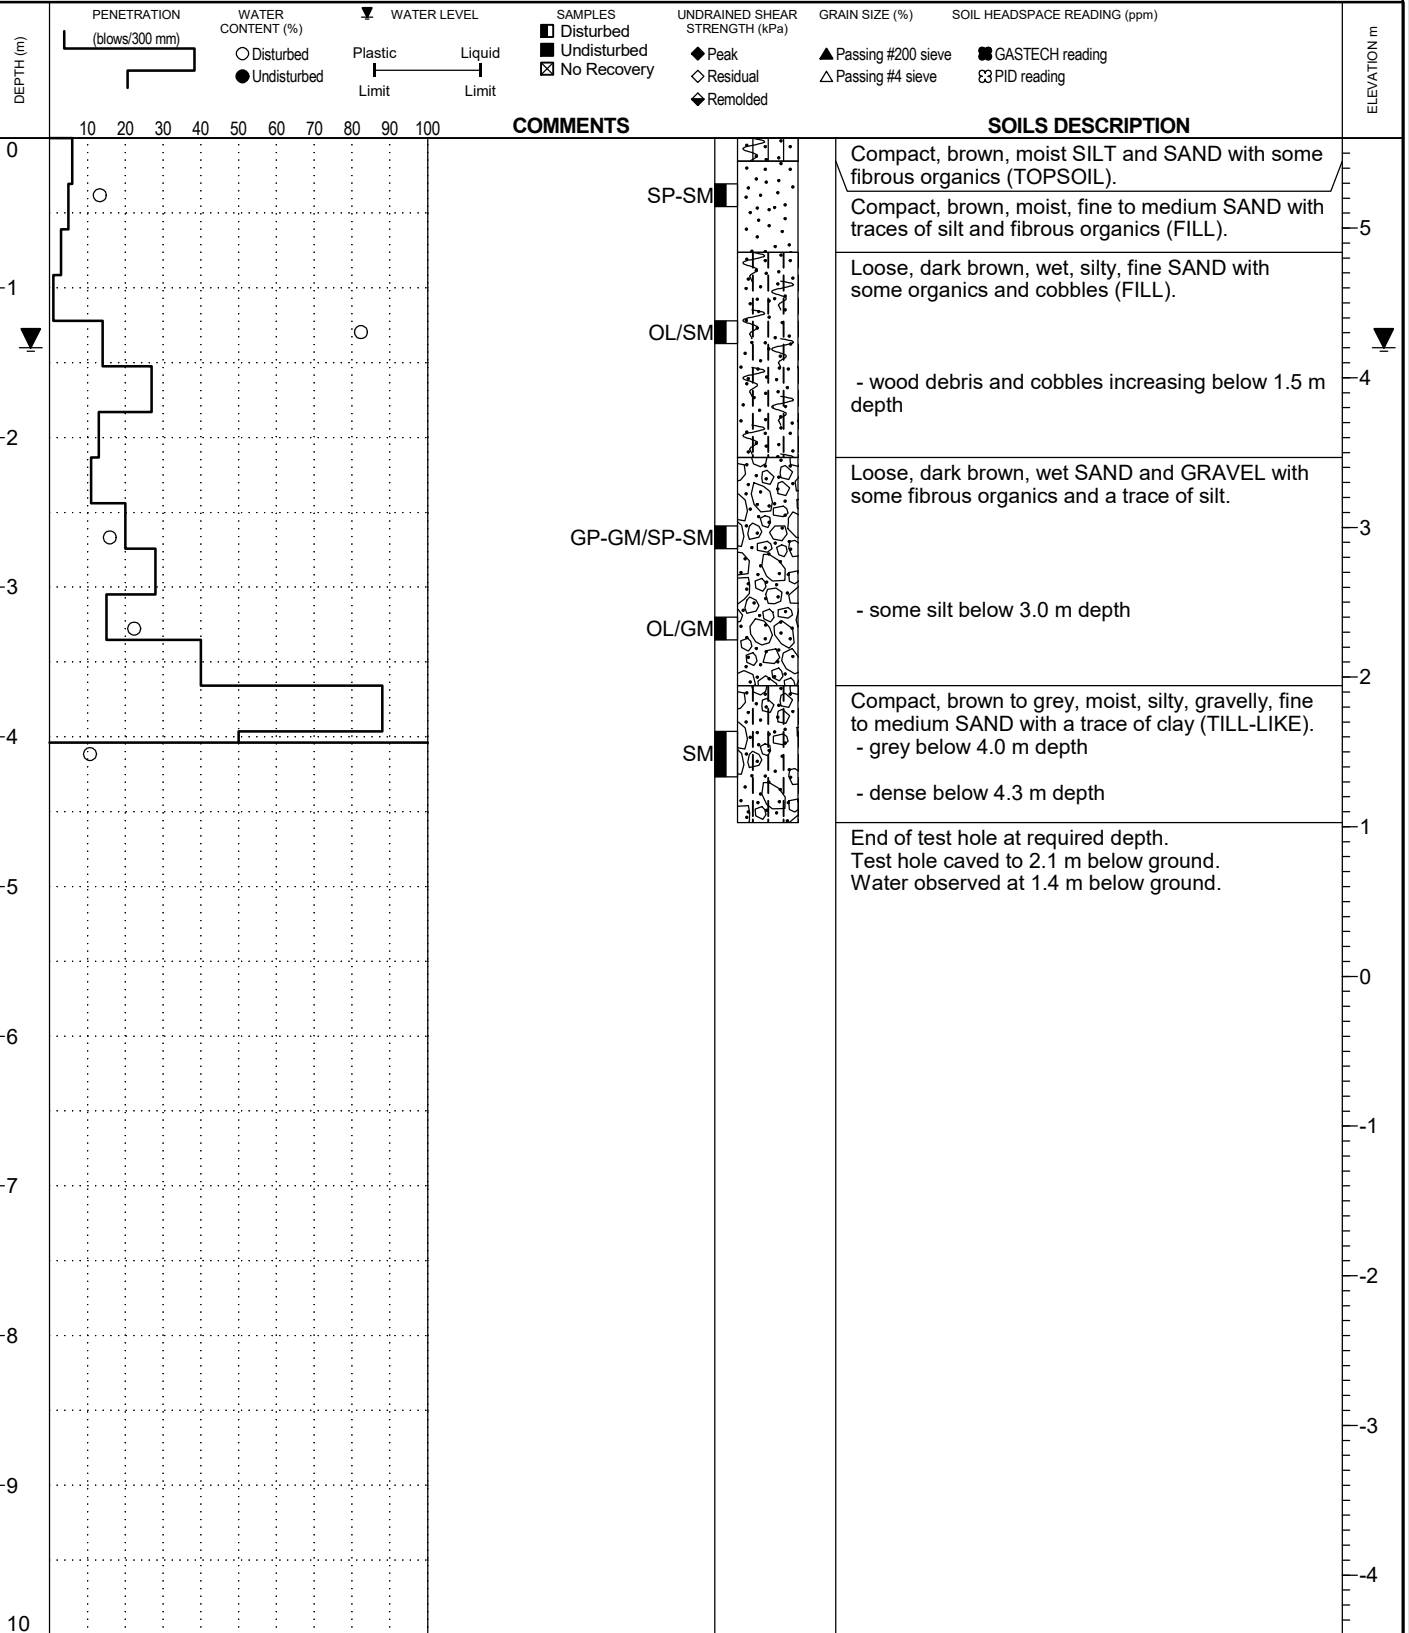 DEPTH (m)
PENETRATION
(blows/300 mm)
WATER
CONTENT (%)
Disturbed
Undisturbed
WATER LEVEL
Plastic Liquid
Limit Limit
SAMPLES
Disturbed
Undisturbed
No Recovery
UNDRAINED SHEAR
STRENGTH (kPa)
Peak
Residual
Remolded
GRAIN SIZE (%)
Passing #200 sieve
Passing #4 sieve
SOIL HEADSPACE READING (ppm)
GASTECH reading
PID reading
ELEVATION m
10 20 30 40 50 60 70 80 90 100
COMMENTS
SOILS DESCRIPTION
0
Compact, brown, moist SILT and SAND with some
fibrous organics (TOPSOIL).
SP-SM
Compact, brown, moist, fine to medium SAND with
traces of silt and fibrous organics (FILL).
5
Loose, dark brown, wet, silty, fine SAND with
some organics and cobbles (FILL).
1
OL/SM
- wood debris and cobbles increasing below 1.5 m
depth
4
2
Loose, dark brown, wet SAND and GRAVEL with
some fibrous organics and a trace of silt.
GP-GM/SP-SM
3
3
- some silt below 3.0 m depth
OL/GM
2
Compact, brown to grey, moist, silty, gravelly, fine
to medium SAND with a trace of clay (TILL-LIKE).
4
- grey below 4.0 m depth
SM
- dense below 4.3 m depth
1
End of test hole at required depth.
Test hole caved to 2.1 m below ground.
Water observed at 1.4 m below ground.
5
0
6
-1
7
-2
8
-3
9
-4
10